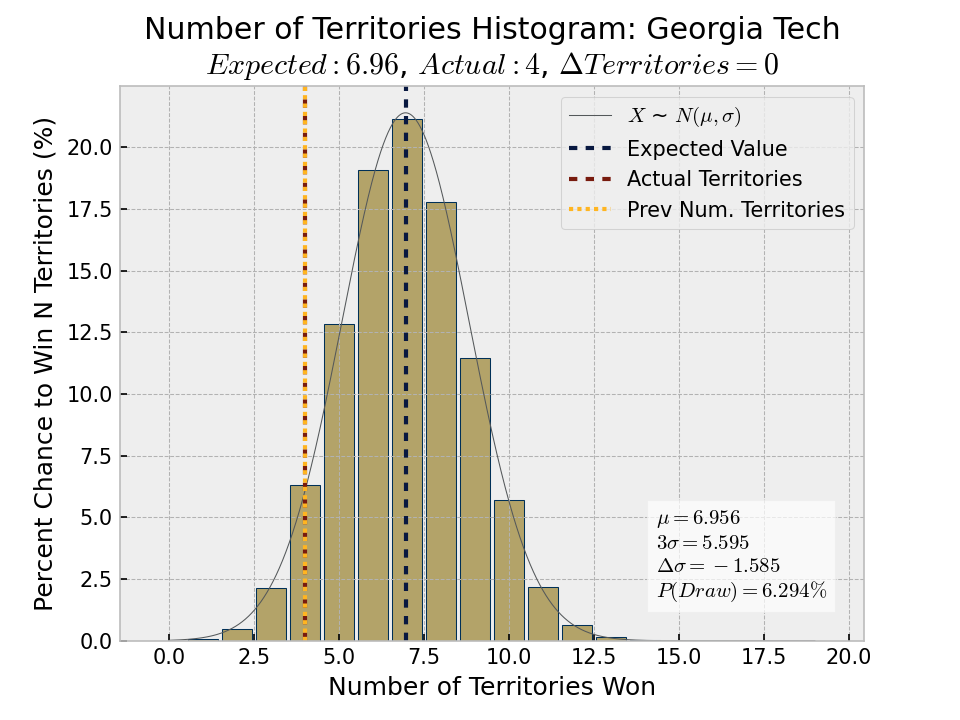 Number of Territories Histogram: Georgia Tech
Expected : 6.96, Actual : 4, ΔTerritories = 0
Percent Chance to Win N Territories (%)
20.0
17.5
15.0
12.5
10.0
7.5
5.0
2.5
0.0
X ~ N(μ, σ)
Expected Value
Actual Territories
Prev Num. Territories
μ = 6.956
3σ = 5.595
Δσ = −1.585
P(Draw) = 6.294%
0.0 2.5 5.0 7.5 10.0 12.5 15.0 17.5 20.0
Number of Territories Won